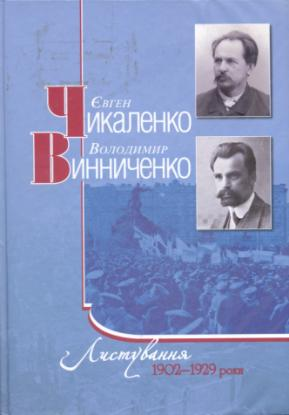 Євген
Чикаленко
Володимир
Винниченко
Листування
1902–1929 роки